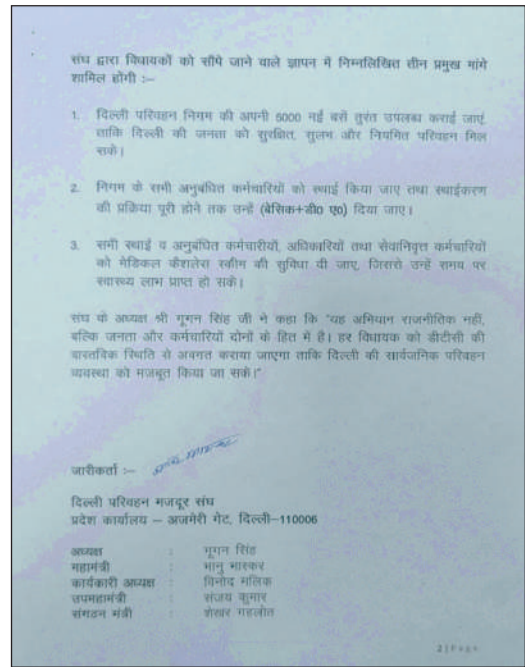 संघ द्वारा विधायकों को सौंपे जाने वाले ज्ञापन में निम्नलिखित तीन प्रमुख मांगे
शामिल होंगी :–
1. दिल्ली परिवहन निगम की अपनी 5000 नई बसें तुरंत उपलब्ध कराई जाएं
ताकि दिल्ली की जनता को सुरक्षित, सुलभ और नियमित परिवहन मिल
सके।
2. निगम के सभी अनुबंधित कर्मचारियों को स्थाई किया जाए तथा स्थाईकरण
की प्रक्रिया पूरी होने तक उन्हें (बेसिक+डी0 ए0) दिया जाए।
3. सभी स्थाई व अनुबंधित कर्मचारीयों, अधिकारियों तथा सेवानिवृत्त कर्मचारियों
को मेडिकल कैशलेस स्कीम की सुविधा दी जाए, जिससे उन्हें समय पर
स्वास्थ्य लाभ प्राप्त हो सके।
संघ के अध्यक्ष श्री गूगन सिंह जी ने कहा कि "यह अभियान राजनीतिक नहीं,
बल्कि जनता और कर्मचारियों दोनों के हित में है। हर विधायक को डीटीसी की
वास्तविक स्थिति से अवगत कराया जाएगा ताकि दिल्ली की सार्वजनिक परिवहन
व्यवस्था को मजबूत किया जा सके।"
जारीकर्ता :–
दिल्ली परिवहन मजदूर संघ
प्रदेश कार्यालय – अजमेरी गेट, दिल्ली–110006
अध्यक्ष : गूगन सिंह
महामंत्री : भानु भास्कर
कार्यकारी अध्यक्ष : विनोद मलिक
उपमहामंत्री : संजय कुमार
संगठन मंत्री : शेखर गहलोत
2 | P a g e